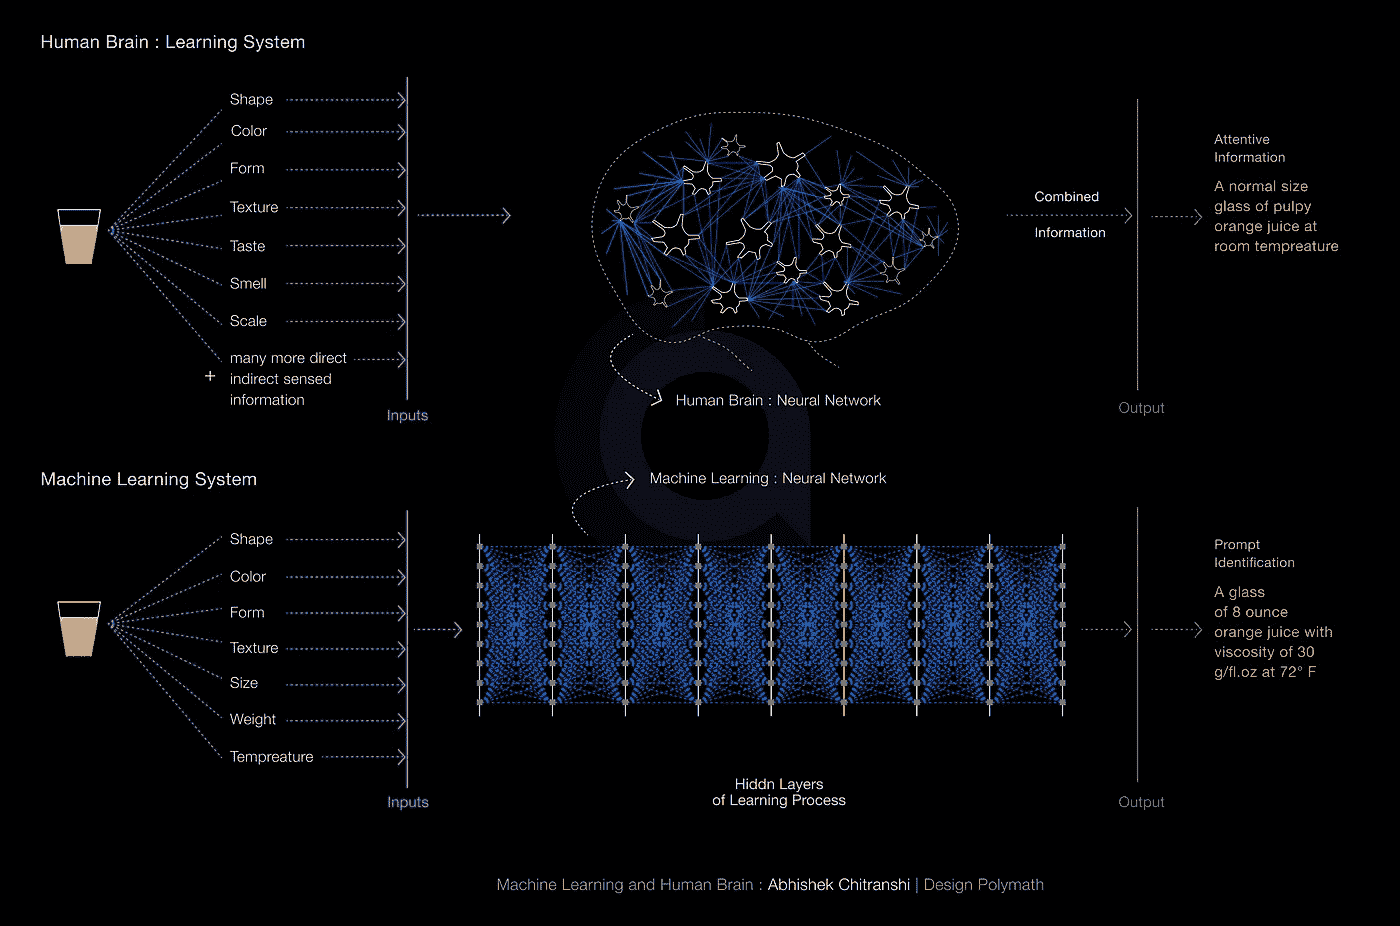 Human Brain : Learning System
Shape
Color
Form
Texture
Taste
Smell
Scale
many more direct
+ indirect sensed
information
Inputs
Human Brain : Neural Network
Combined
Information
Output
Attentive
Information
A normal size
glass of pulpy
orange juice at
room tempreature
Machine Learning System
Shape
Color
Form
Texture
Size
Weight
Tempreature
Inputs
Machine Learning : Neural Network
Hiddn Layers
of Learning Process
Output
Prompt
Identification
A glass
of 8 ounce
orange juice with
viscosity of 30
g/fl.oz at 72° F
Machine Learning and Human Brain : Abhishek Chitranshi | Design Polymath